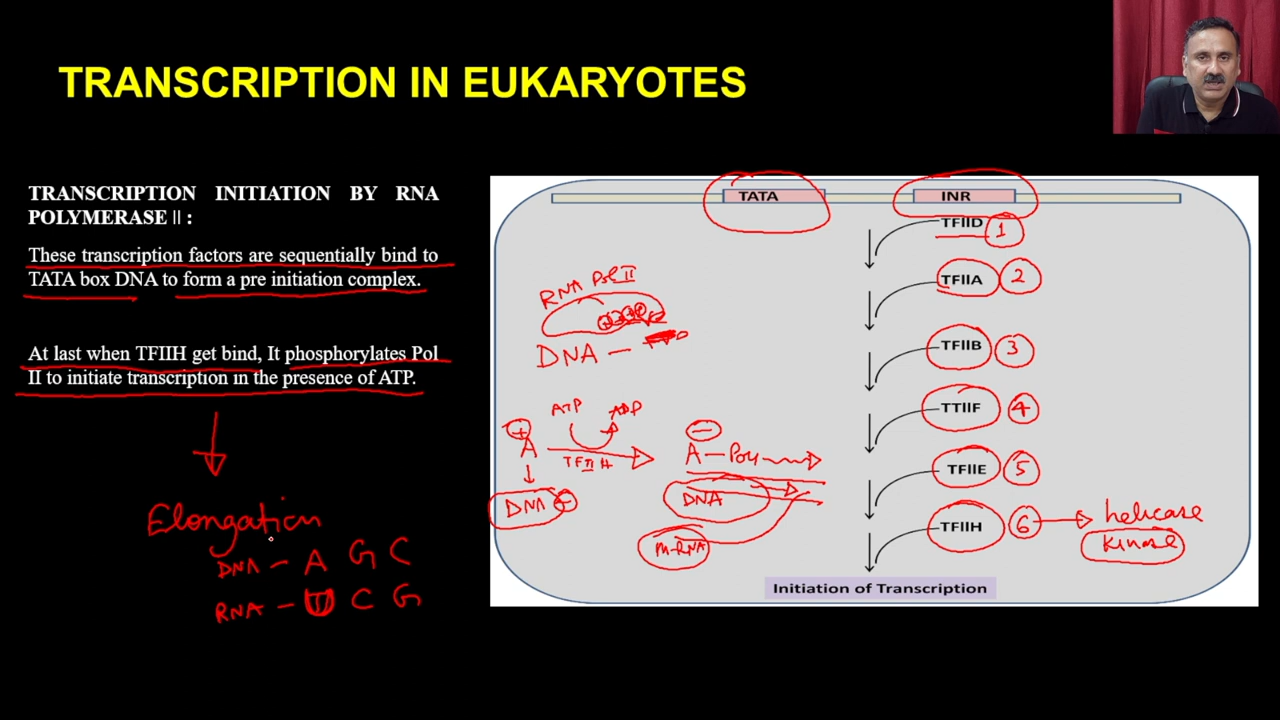 TRANSCRIPTION IN EUKARYOTES
TRANSCRIPTION INITIATION BY RNA
POLYMERASE II :
These transcription factors are sequentially bind to
TATA box DNA to form a pre initiation complex.
At last when TFIIH get bind, It phosphorylates Pol
II to initiate transcription in the presence of ATP.
Elongation
DNA - A G C
RNA - U C G
TATA
INR
TFIID 1
TFIIA 2
TFIIB 3
TTIIF 4
TFIIE 5
TFIIH 6 helicase
kinase
Initiation of Transcription
RNA Pol II
DNA -
ATP ADP
+ A TFIIH
DNA -
- A - Pol II
DNA
m-RNA